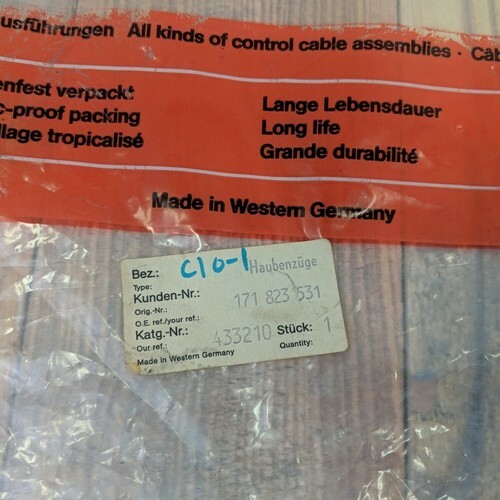 usführungen All kinds of control cable assemblies · Câb
enfest verpackt
c-proof packing
llage tropicalisé
Lange Lebensdauer
Long life
Grande durabilité
Made in Western Germany
Bez.: C10-1 Haubenzüge
Type:
Kunden-Nr.: 171 823 531
Orig.-Nr.:
O.E. ref./your ref.:
Katg.-Nr.: 433210 Stück: 1
Our ref.: Quantity:
Made in Western Germany